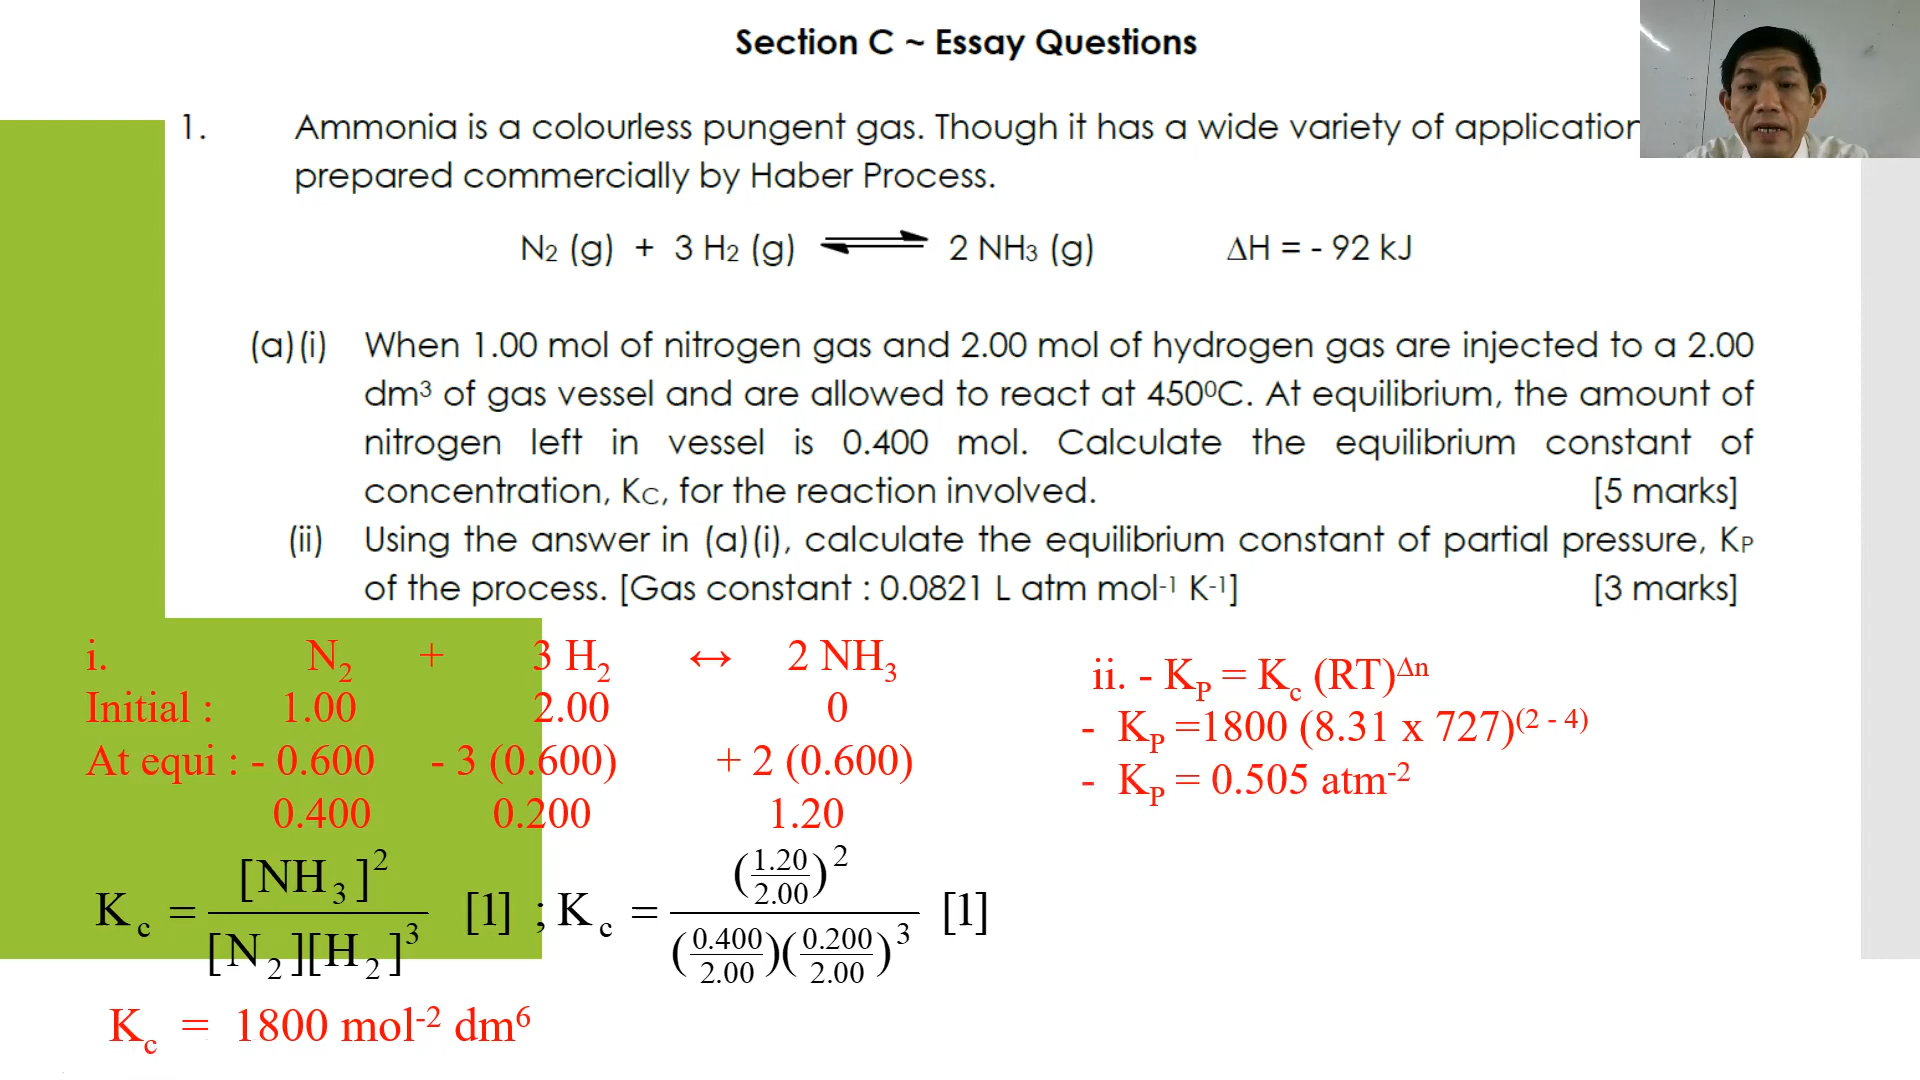 Section C ~ Essay Questions
1. Ammonia is a colourless pungent gas. Though it has a wide variety of application
prepared commercially by Haber Process.
N₂ (g) + 3 H₂ (g) ⇌ 2 NH₃ (g) ΔH = - 92 kJ
(a)(i) When 1.00 mol of nitrogen gas and 2.00 mol of hydrogen gas are injected to a 2.00
dm³ of gas vessel and are allowed to react at 450⁰C. At equilibrium, the amount of
nitrogen left in vessel is 0.400 mol. Calculate the equilibrium constant of
concentration, KC, for the reaction involved. [5 marks]
(ii) Using the answer in (a)(i), calculate the equilibrium constant of partial pressure, KP
of the process. [Gas constant : 0.0821 L atm mol⁻¹ K⁻¹] [3 marks]
i. N₂ + 3 H₂ ↔ 2 NH₃
Initial : 1.00 2.00 0
At equi : - 0.600 - 3 (0.600) + 2 (0.600)
0.400 0.200 1.20
K_c = [NH₃]² / [N₂][H₂]³ [1] ; K_c = (1.20/2.00)² / (0.400/2.00)(0.200/2.00)³ [1]
K_c = 1800 mol⁻² dm⁶
ii. - K_P = K_c (RT)^Δn
- K_P =1800 (8.31 x 727)^(2 - 4)
- K_P = 0.505 atm⁻²